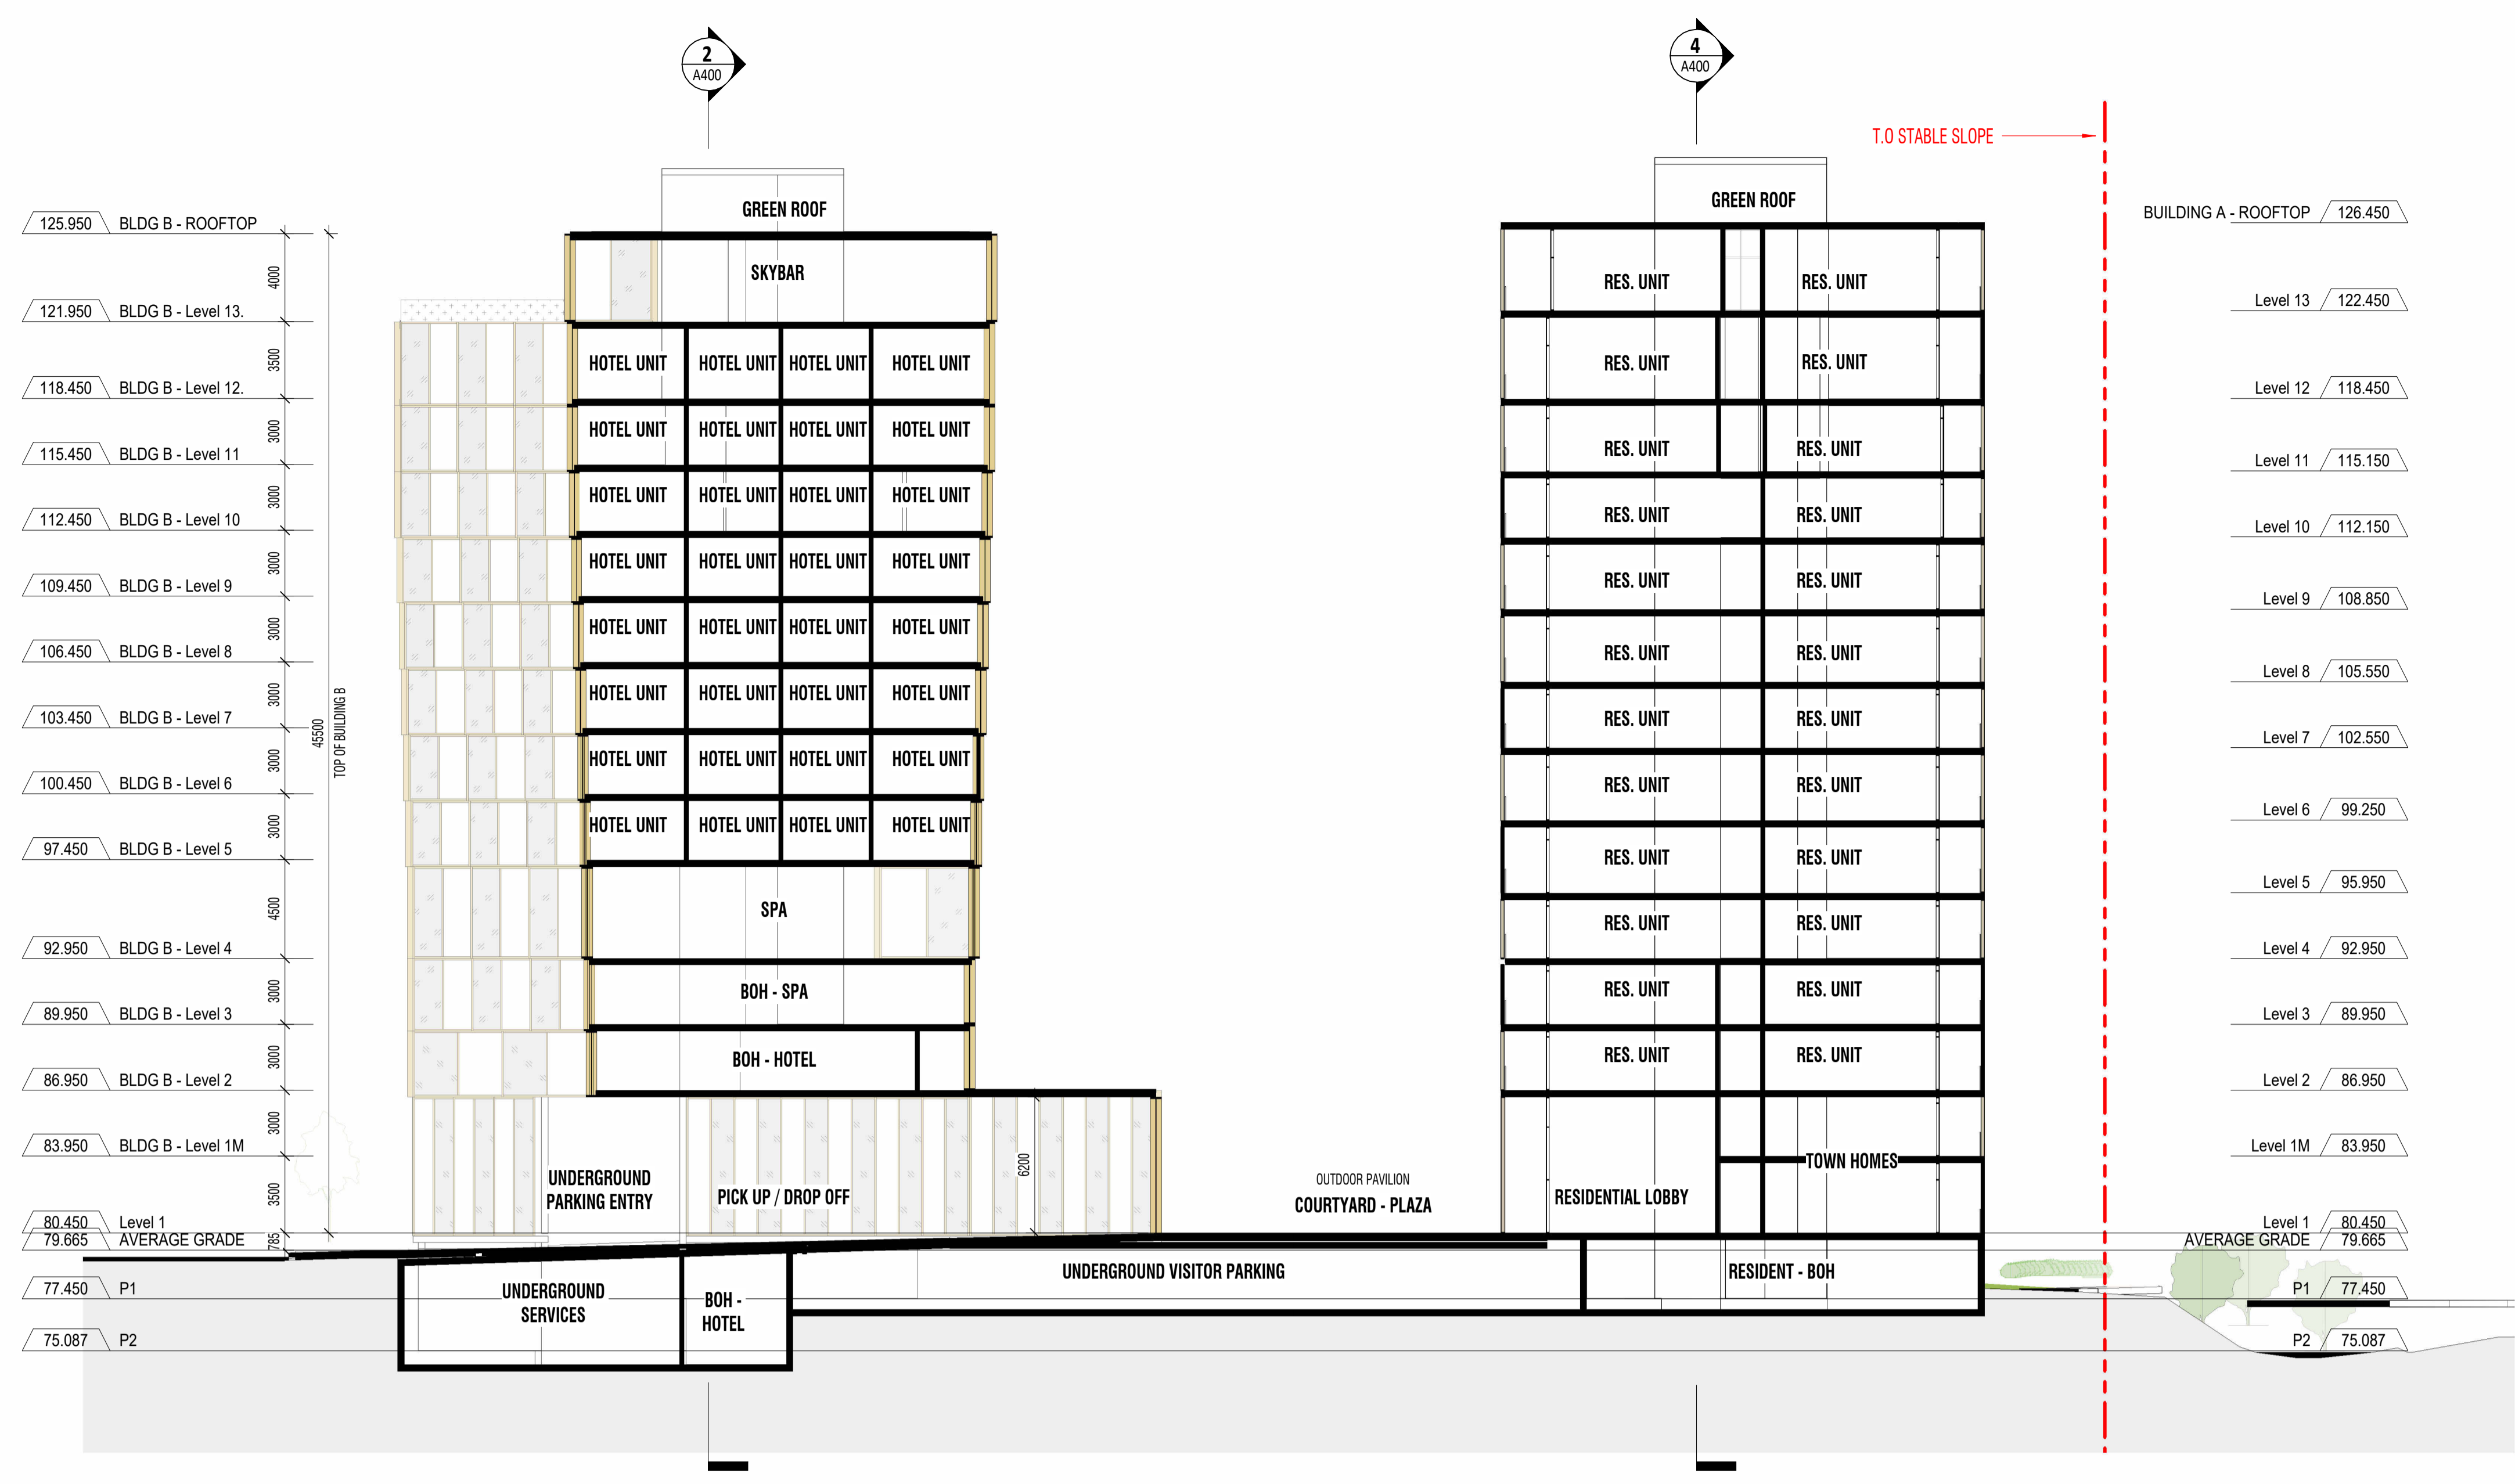 2
A400
4
A400
T.O STABLE SLOPE
125.950 BLDG B - ROOFTOP
4000
121.950 BLDG B - Level 13.
3500
118.450 BLDG B - Level 12.
3000
115.450 BLDG B - Level 11
3000
112.450 BLDG B - Level 10
3000
109.450 BLDG B - Level 9
3000
106.450 BLDG B - Level 8
3000
103.450 BLDG B - Level 7
3000
100.450 BLDG B - Level 6
3000
97.450 BLDG B - Level 5
4500
92.950 BLDG B - Level 4
3000
89.950 BLDG B - Level 3
3000
86.950 BLDG B - Level 2
3000
83.950 BLDG B - Level 1M
3500
80.450 Level 1
79.665 AVERAGE GRADE
785
77.450 P1
75.087 P2
45500
TOP OF BUILDING B
GREEN ROOF
SKYBAR
HOTEL UNIT HOTEL UNIT HOTEL UNIT HOTEL UNIT
HOTEL UNIT HOTEL UNIT HOTEL UNIT HOTEL UNIT
HOTEL UNIT HOTEL UNIT HOTEL UNIT HOTEL UNIT
HOTEL UNIT HOTEL UNIT HOTEL UNIT HOTEL UNIT
HOTEL UNIT HOTEL UNIT HOTEL UNIT HOTEL UNIT
HOTEL UNIT HOTEL UNIT HOTEL UNIT HOTEL UNIT
HOTEL UNIT HOTEL UNIT HOTEL UNIT HOTEL UNIT
HOTEL UNIT HOTEL UNIT HOTEL UNIT HOTEL UNIT
SPA
BOH - SPA
BOH - HOTEL
6200
UNDERGROUND
PARKING ENTRY
PICK UP / DROP OFF
OUTDOOR PAVILION
COURTYARD - PLAZA
UNDERGROUND
SERVICES
BOH -
HOTEL
UNDERGROUND VISITOR PARKING
GREEN ROOF
RES. UNIT RES. UNIT
RES. UNIT RES. UNIT
RES. UNIT RES. UNIT
RES. UNIT RES. UNIT
RES. UNIT RES. UNIT
RES. UNIT RES. UNIT
RES. UNIT RES. UNIT
RES. UNIT RES. UNIT
RES. UNIT RES. UNIT
RES. UNIT RES. UNIT
RES. UNIT RES. UNIT
RES. UNIT RES. UNIT
TOWN HOMES
RESIDENTIAL LOBBY
RESIDENT - BOH
BUILDING A - ROOFTOP 126.450
Level 13 122.450
Level 12 118.450
Level 11 115.150
Level 10 112.150
Level 9 108.850
Level 8 105.550
Level 7 102.550
Level 6 99.250
Level 5 95.950
Level 4 92.950
Level 3 89.950
Level 2 86.950
Level 1M 83.950
Level 1 80.450
AVERAGE GRADE 79.665
P1 77.450
P2 75.087